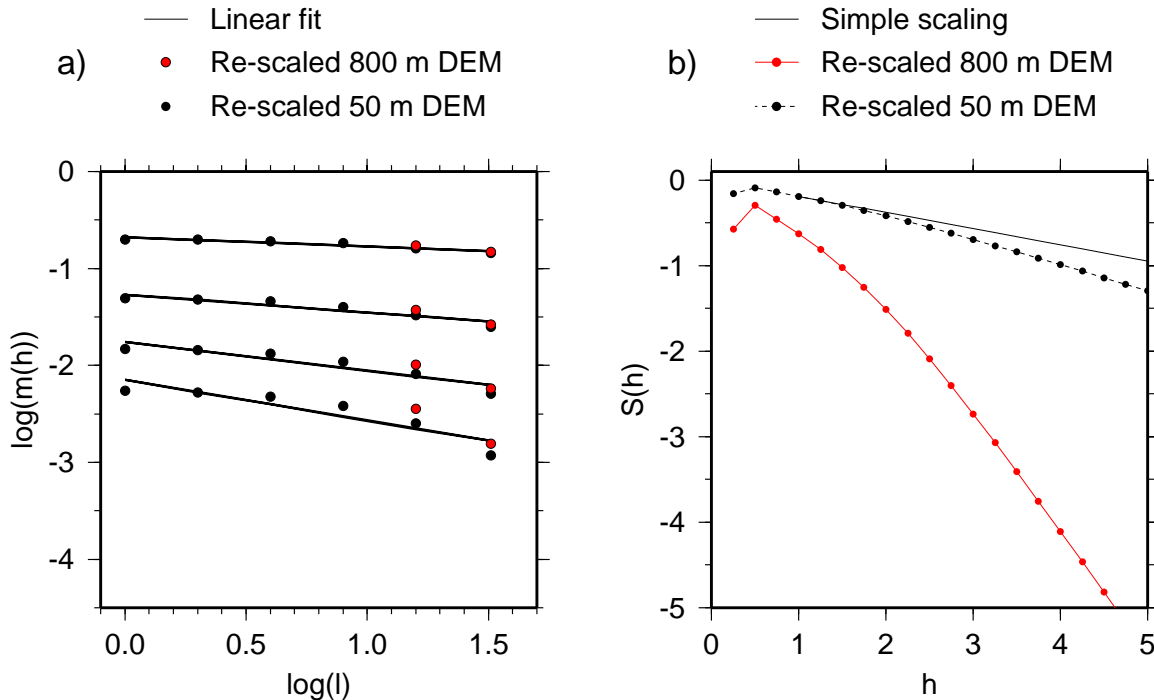 a)
Linear fit
Re-scaled 800 m DEM
Re-scaled 50 m DEM
0
-1
-2
-3
-4
log(m(h))
0.0 0.5 1.0 1.5
log(l)
b)
Simple scaling
Re-scaled 800 m DEM
Re-scaled 50 m DEM
0
-1
-2
-3
-4
-5
S(h)
0 1 2 3 4 5
h